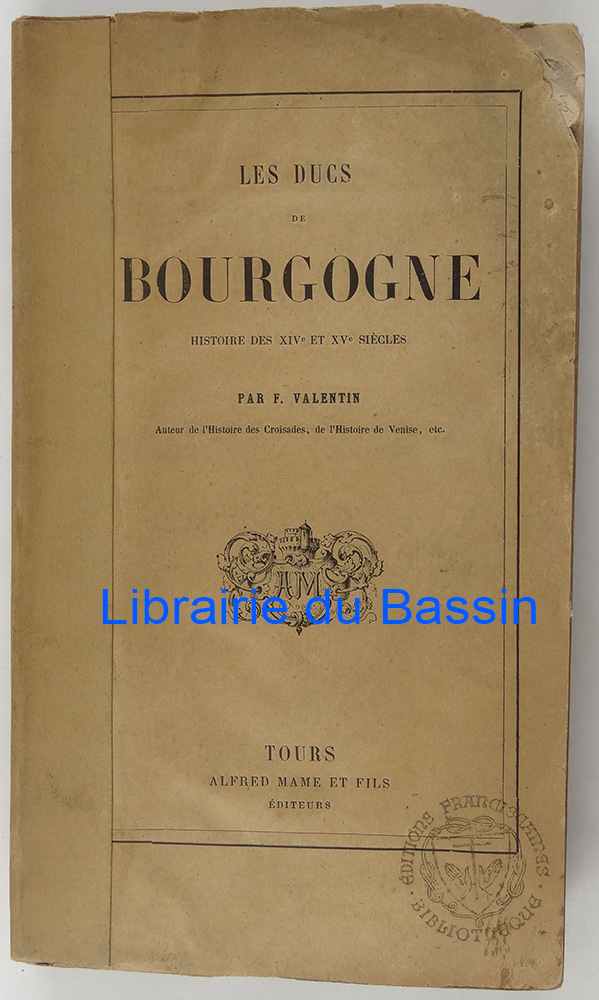 LES DUCS
DE
BOURGOGNE
HISTOIRE DES XIVe ET XVe SIÈCLES
PAR F. VALENTIN
Auteur de l'Histoire des Croisades, de l'Histoire de Venise, etc.
AM
Librairie du Bassin
TOURS
ALFRED MAME ET FILS
ÉDITEURS
ÉDITIONS FRANCISCAINES
BIBLIOTHEQUE